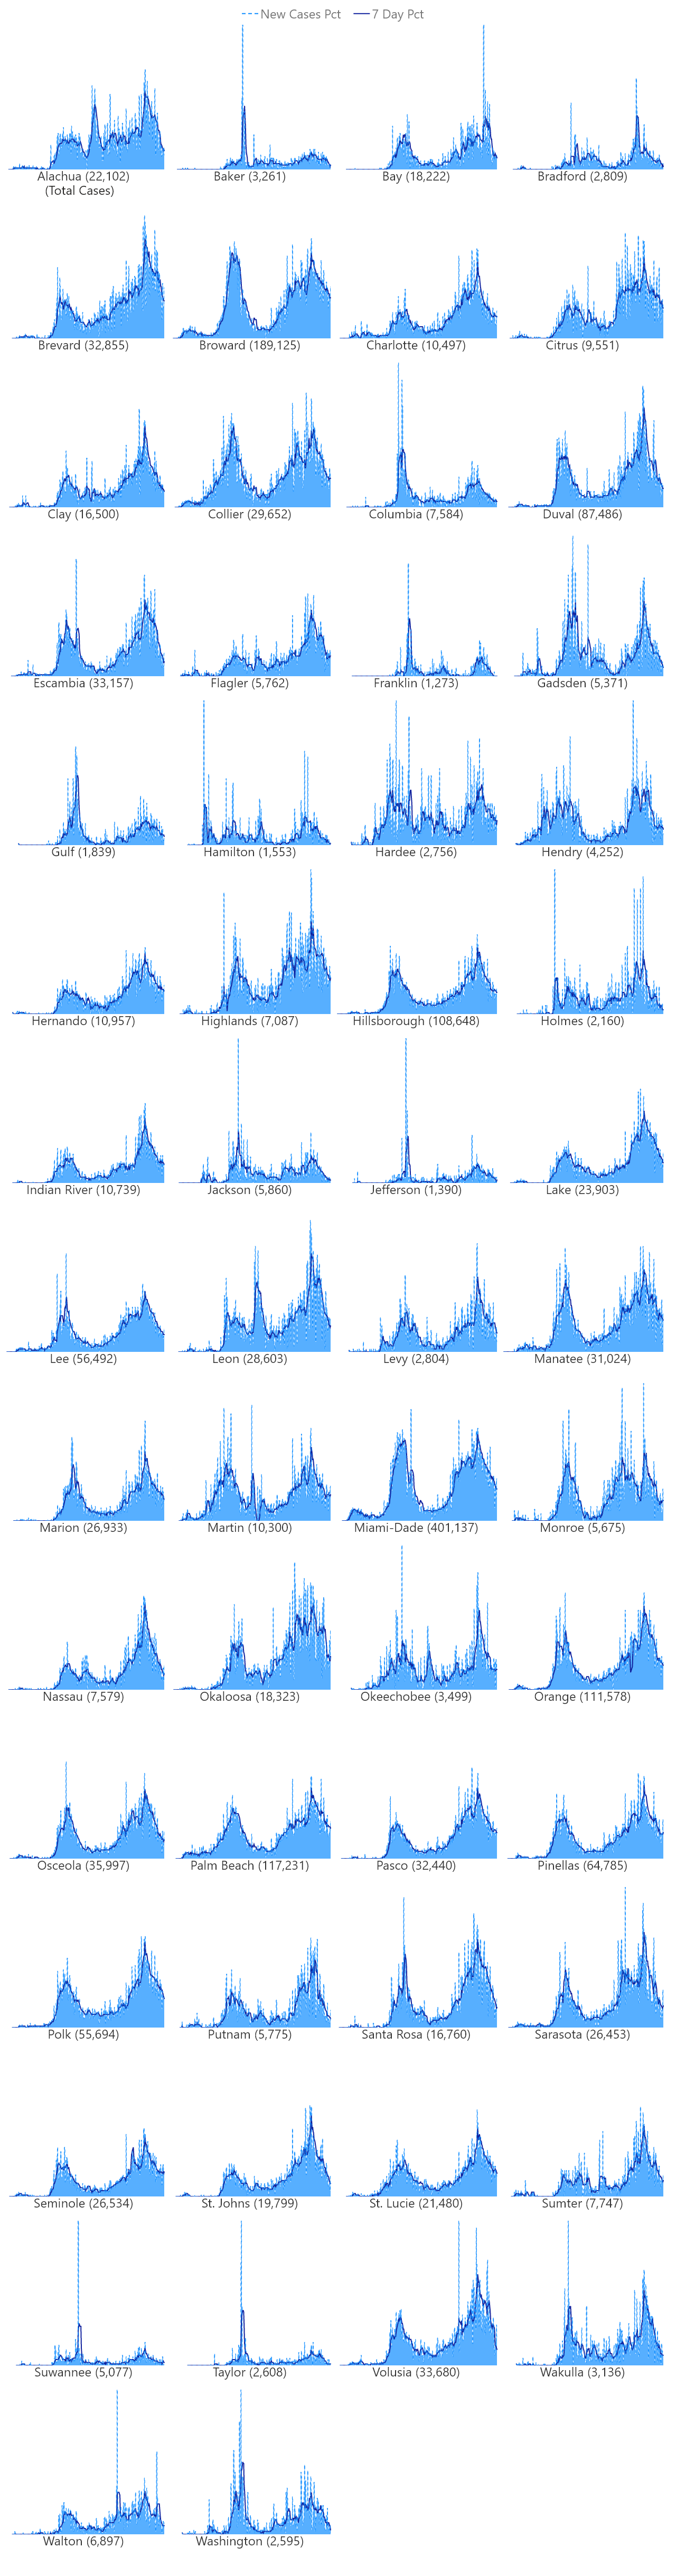 New Cases Pct 7 Day Pct
Alachua (22,102) Baker (3,261) Bay (18,222) Bradford (2,809)
(Total Cases)
Brevard (32,855) Broward (189,125) Charlotte (10,497) Citrus (9,551)
Clay (16,500) Collier (29,652) Columbia (7,584) Duval (87,486)
Escambia (33,157) Flagler (5,762) Franklin (1,273) Gadsden (5,371)
Gulf (1,839) Hamilton (1,553) Hardee (2,756) Hendry (4,252)
Hernando (10,957) Highlands (7,087) Hillsborough (108,648) Holmes (2,160)
Indian River (10,739) Jackson (5,860) Jefferson (1,390) Lake (23,903)
Lee (56,492) Leon (28,603) Levy (2,804) Manatee (31,024)
Marion (26,933) Martin (10,300) Miami-Dade (401,137) Monroe (5,675)
Nassau (7,579) Okaloosa (18,323) Okeechobee (3,499) Orange (111,578)
Osceola (35,997) Palm Beach (117,231) Pasco (32,440) Pinellas (64,785)
Polk (55,694) Putnam (5,775) Santa Rosa (16,760) Sarasota (26,453)
Seminole (26,534) St. Johns (19,799) St. Lucie (21,480) Sumter (7,747)
Suwannee (5,077) Taylor (2,608) Volusia (33,680) Wakulla (3,136)
Walton (6,897) Washington (2,595)